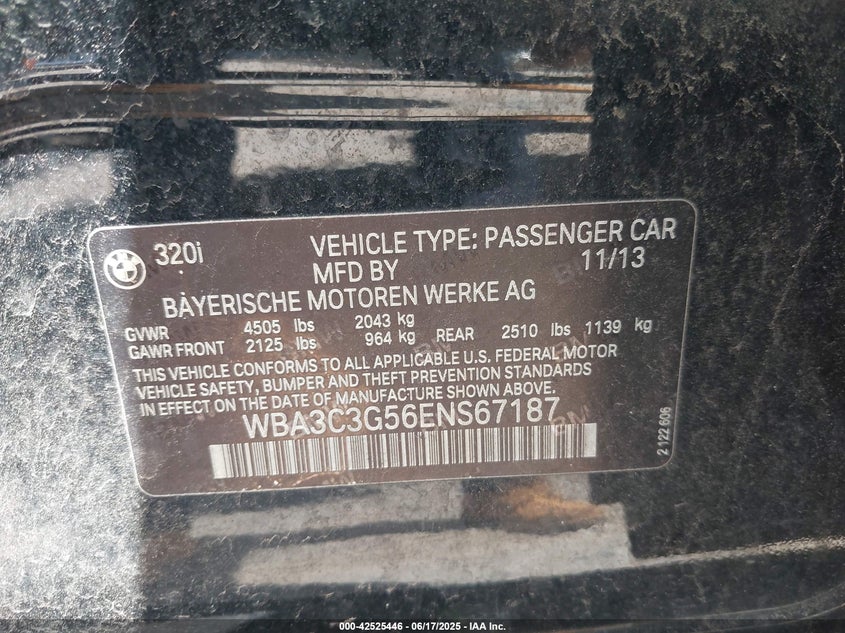 320i VEHICLE TYPE: PASSENGER CAR
MFD BY 11/13
BAYERISCHE MOTOREN WERKE AG
GVWR 4505 lbs 2043 kg
GAWR FRONT 2125 lbs 964 kg REAR 2510 lbs 1139 kg
THIS VEHICLE CONFORMS TO ALL APPLICABLE U.S. FEDERAL MOTOR
VEHICLE SAFETY, BUMPER AND THEFT PREVENTION STANDARDS
IN EFFECT ON THE DATE OF MANUFACTURE SHOWN ABOVE.
WBA3C3G56ENS67187
2 122 606
000-42525446 - 06/17/2025 - IAA Inc.